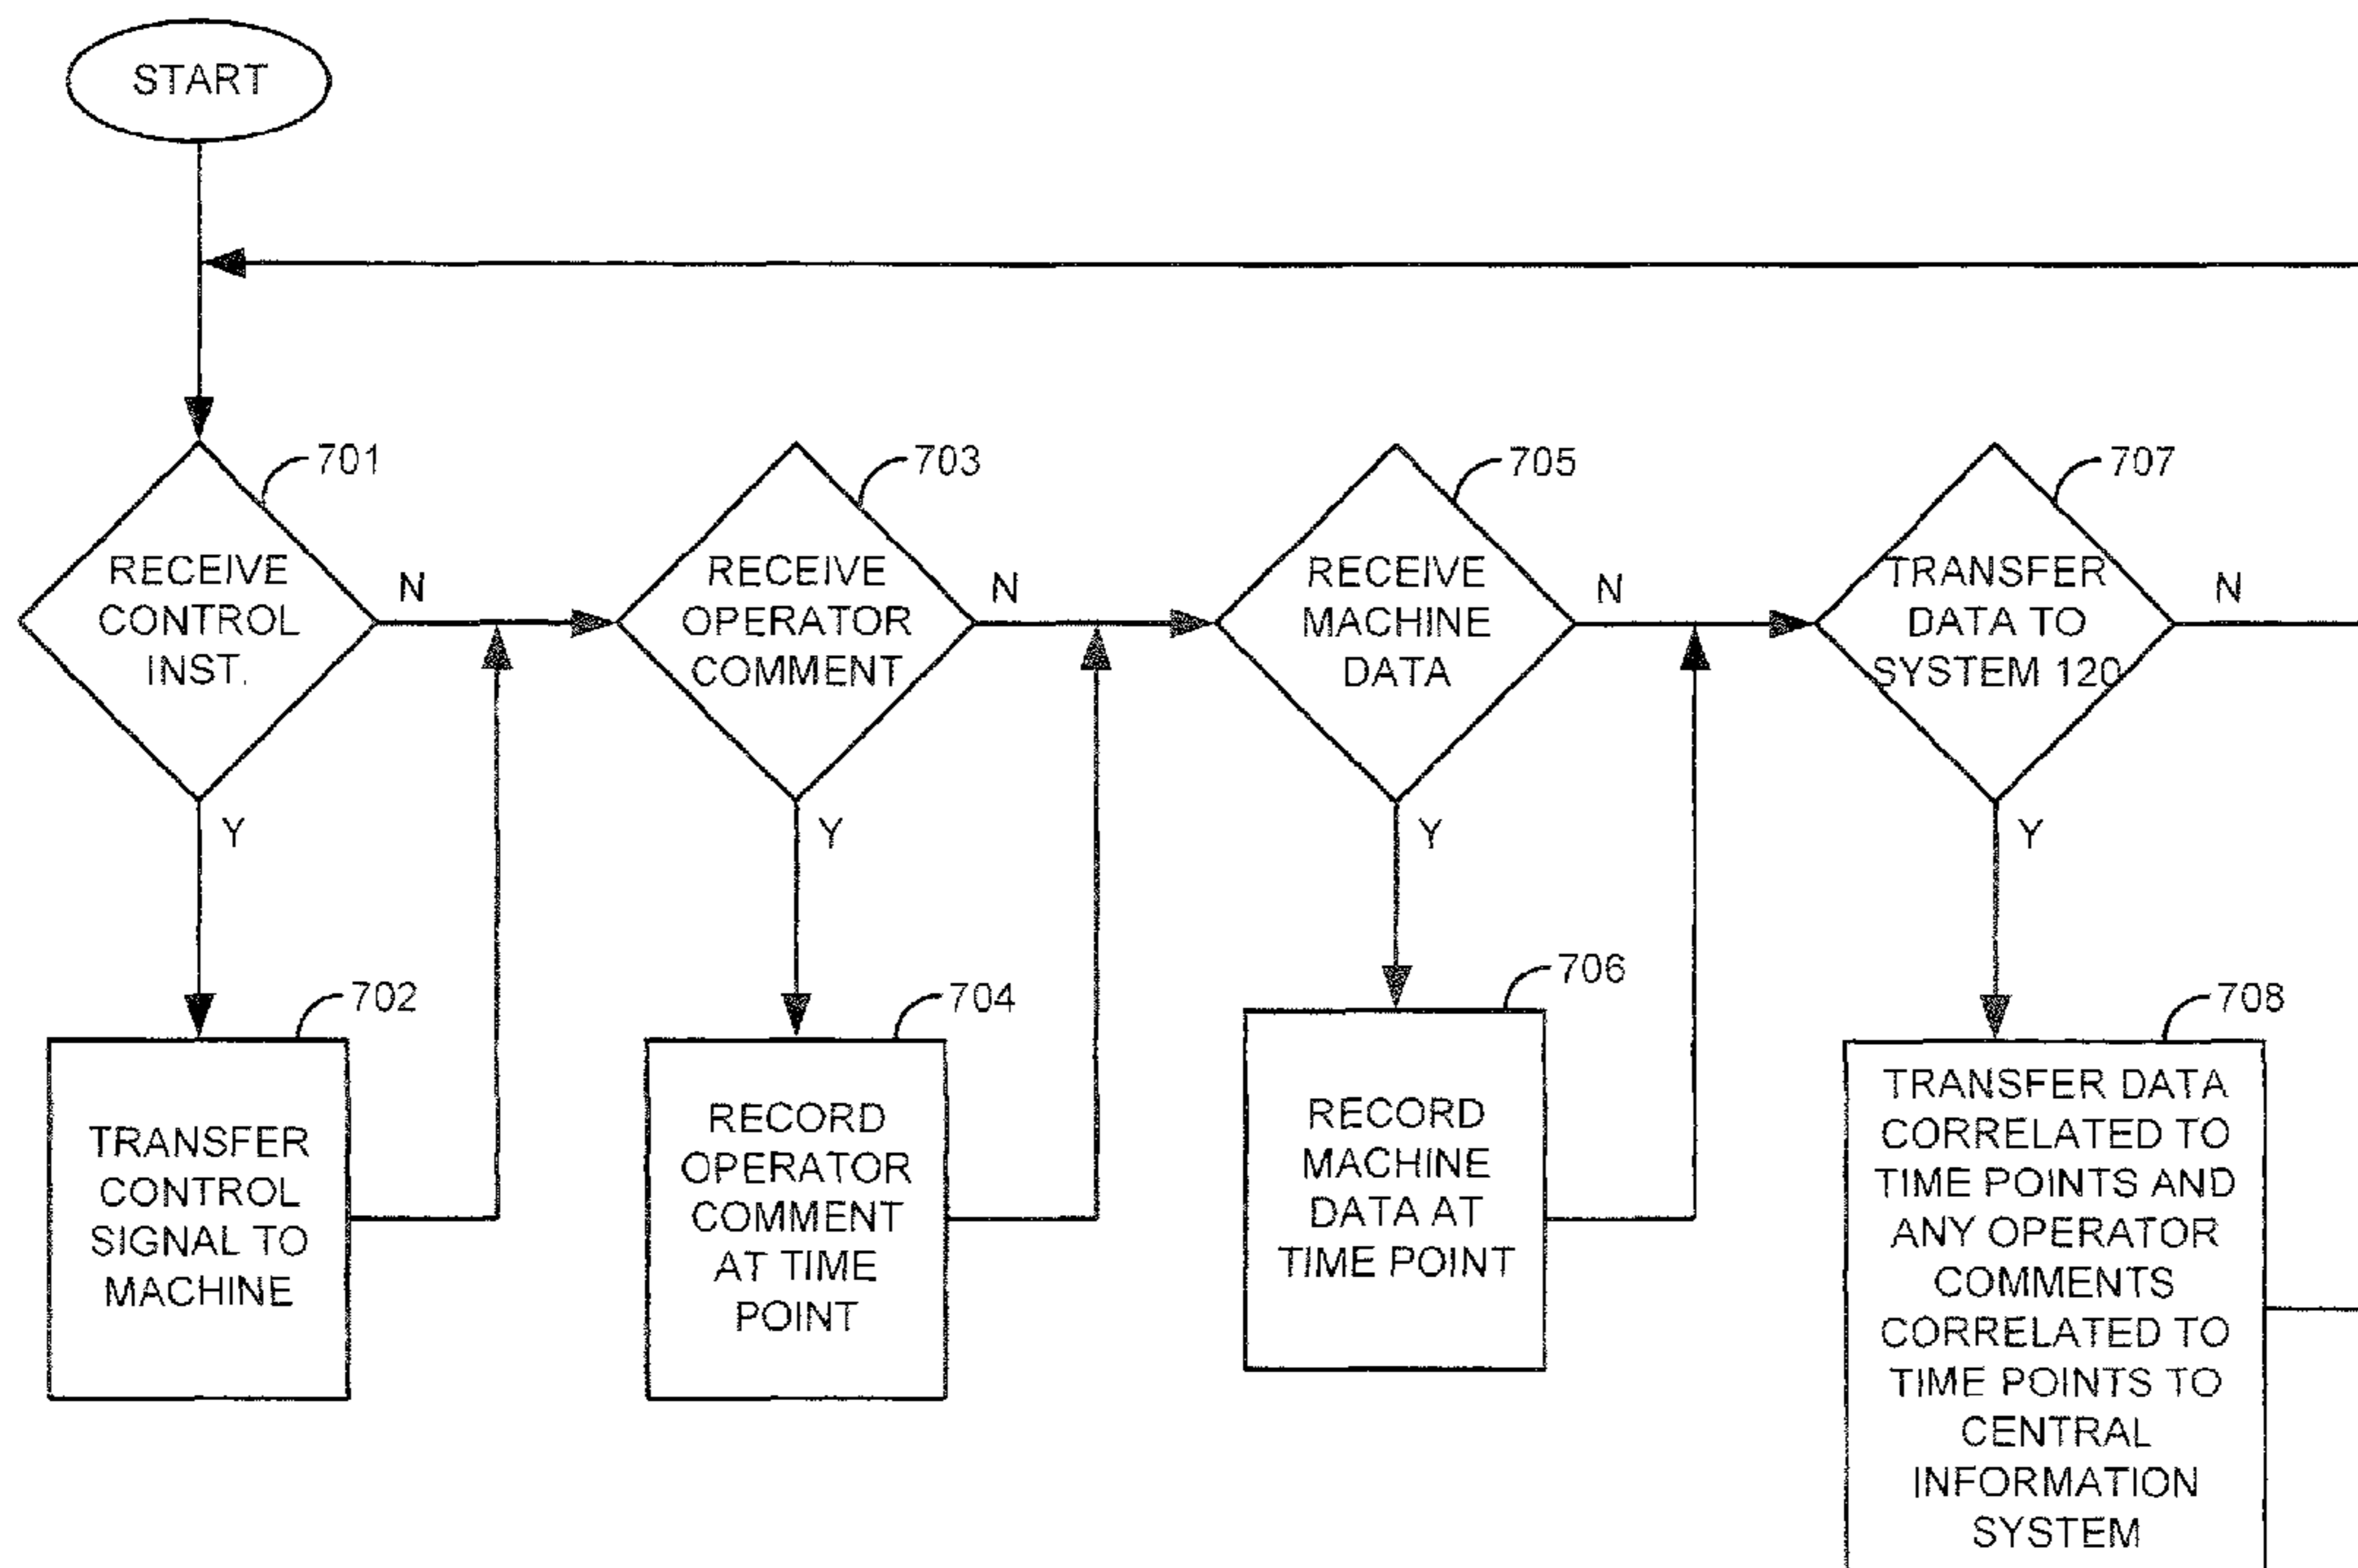 START
701
RECEIVE
CONTROL
INST.
N
Y
702
TRANSFER
CONTROL
SIGNAL TO
MACHINE
703
RECEIVE
OPERATOR
COMMENT
N
Y
704
RECORD
OPERATOR
COMMENT
AT TIME
POINT
705
RECEIVE
MACHINE
DATA
N
Y
706
RECORD
MACHINE
DATA AT
TIME POINT
707
TRANSFER
DATA TO
SYSTEM 120
N
Y
708
TRANSFER DATA
CORRELATED TO
TIME POINTS AND
ANY OPERATOR
COMMENTS
CORRELATED TO
TIME POINTS TO
CENTRAL
INFORMATION
SYSTEM